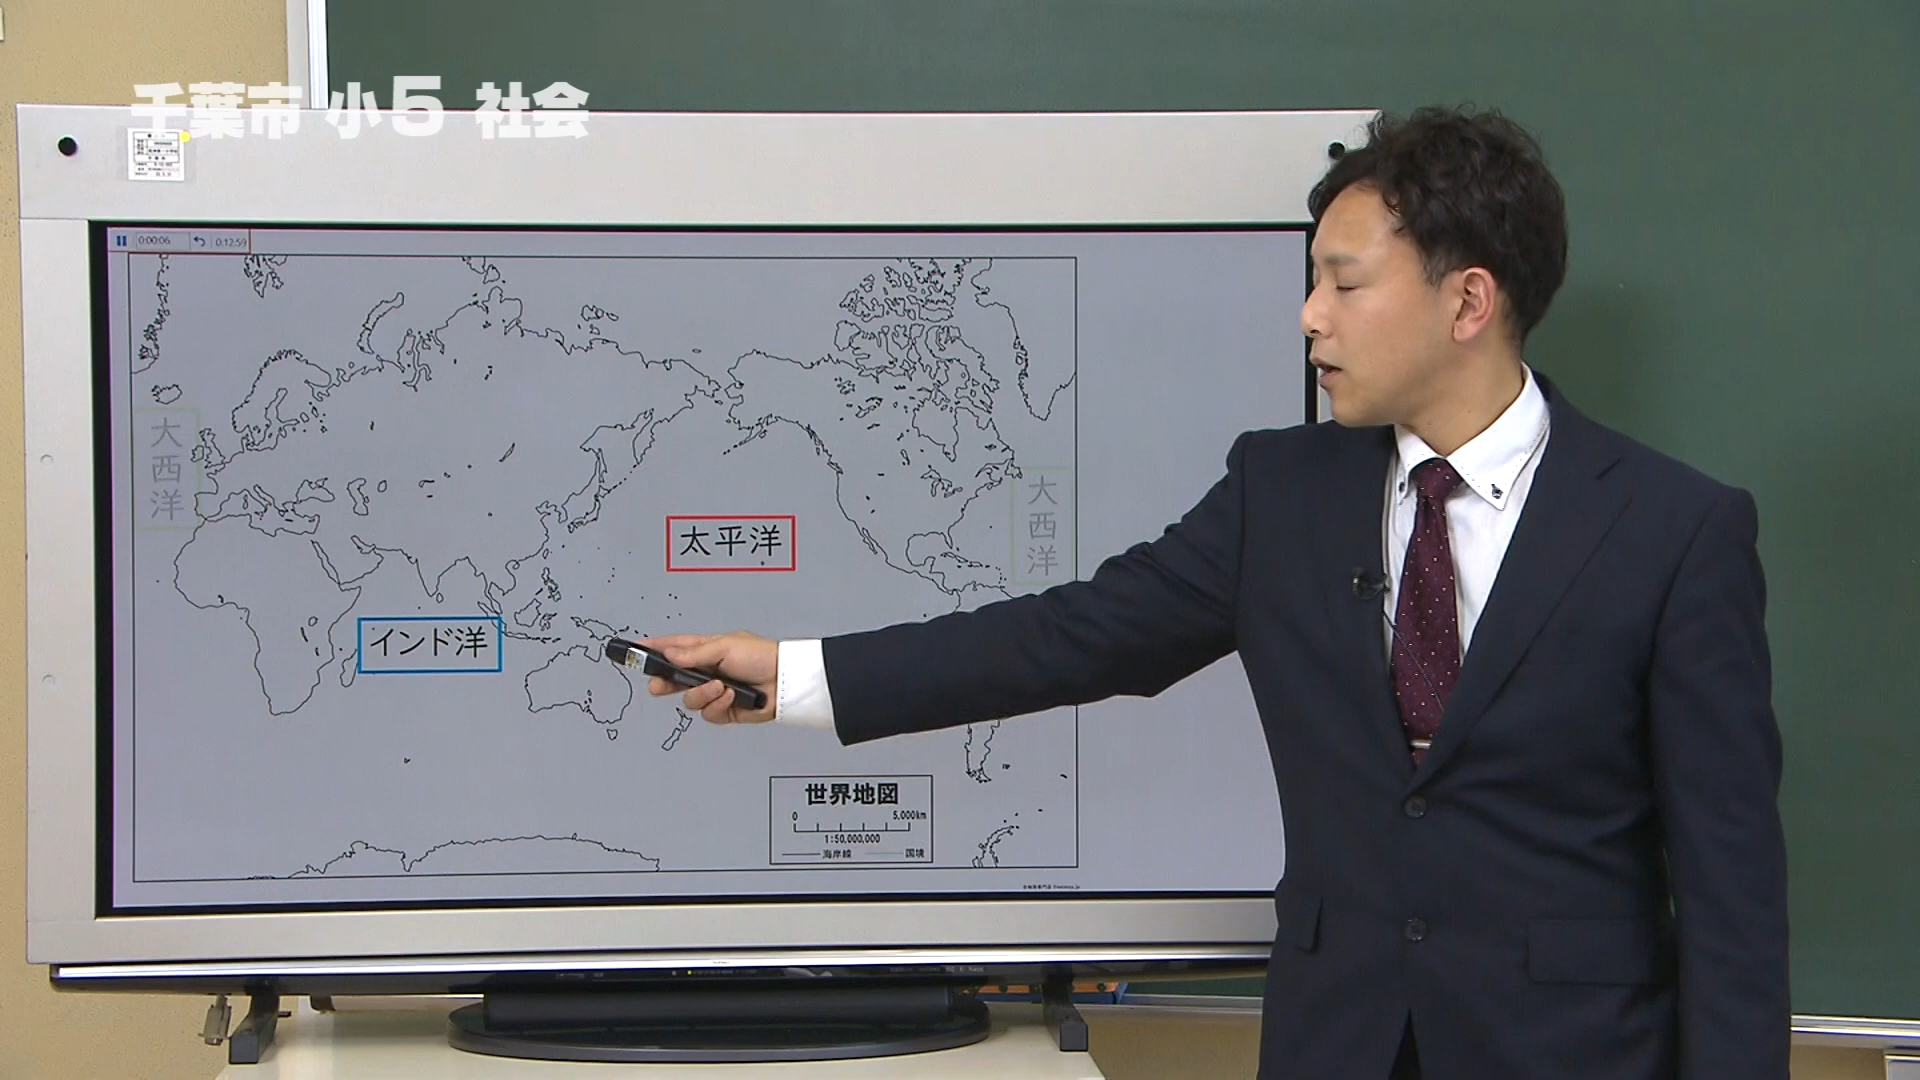 千葉市 小5 社会
0:00:06 0:12:59
大西洋
大西洋
太平洋
インド洋
世界地図
0 5,000km
1:50,000,000
海岸線 国境